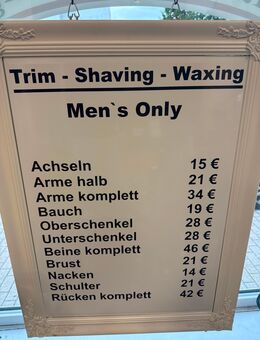 Trim - Shaving - Waxing
Men`s Only
Achseln 15 €
Arme halb 21 €
Arme komplett 34 €
Bauch 19 €
Oberschenkel 28 €
Unterschenkel 28 €
Beine komplett 46 €
Brust 21 €
Nacken 14 €
Schulter 21 €
Rücken komplett 42 €